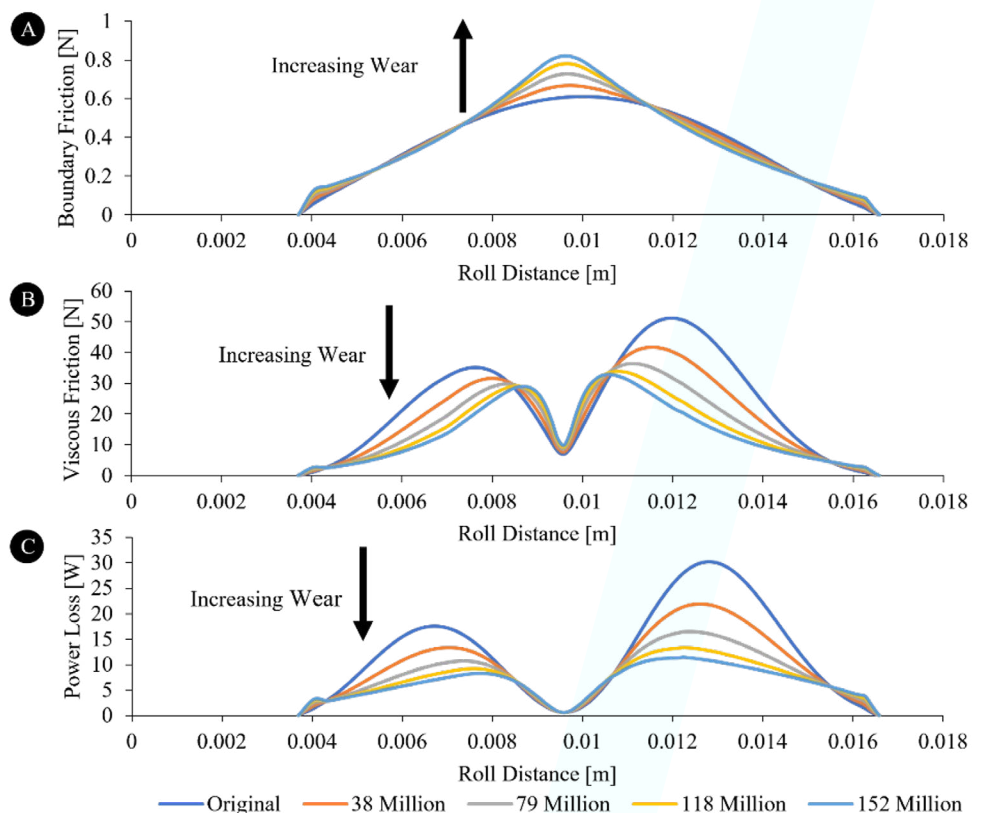 A
Boundary Friction [N]
1
0.8
0.6
0.4
0.2
0
Increasing Wear
0 0.002 0.004 0.006 0.008 0.01 0.012 0.014 0.016 0.018
Roll Distance [m]
B
Viscous Friction [N]
60
50
40
30
20
10
0
Increasing Wear
0 0.002 0.004 0.006 0.008 0.01 0.012 0.014 0.016 0.018
Roll Distance [m]
C
Power Loss [W]
35
30
25
20
15
10
5
0
Increasing Wear
0 0.002 0.004 0.006 0.008 0.01 0.012 0.014 0.016 0.018
Roll Distance [m]
Original 38 Million 79 Million 118 Million 152 Million